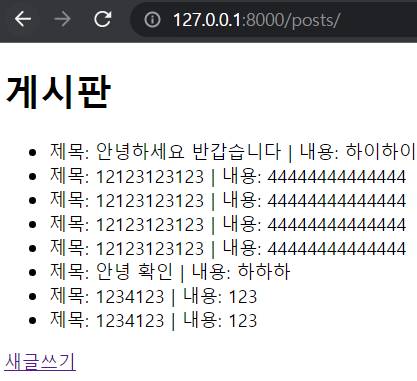 127.0.0.1:8000/posts/
게시판
제목: 안녕하세요 반갑습니다 | 내용: 하이하이
제목: 12123123123 | 내용: 44444444444444
제목: 12123123123 | 내용: 44444444444444
제목: 12123123123 | 내용: 44444444444444
제목: 12123123123 | 내용: 44444444444444
제목: 안녕 확인 | 내용: 하하하
제목: 1234123 | 내용: 123
제목: 1234123 | 내용: 123
새글쓰기